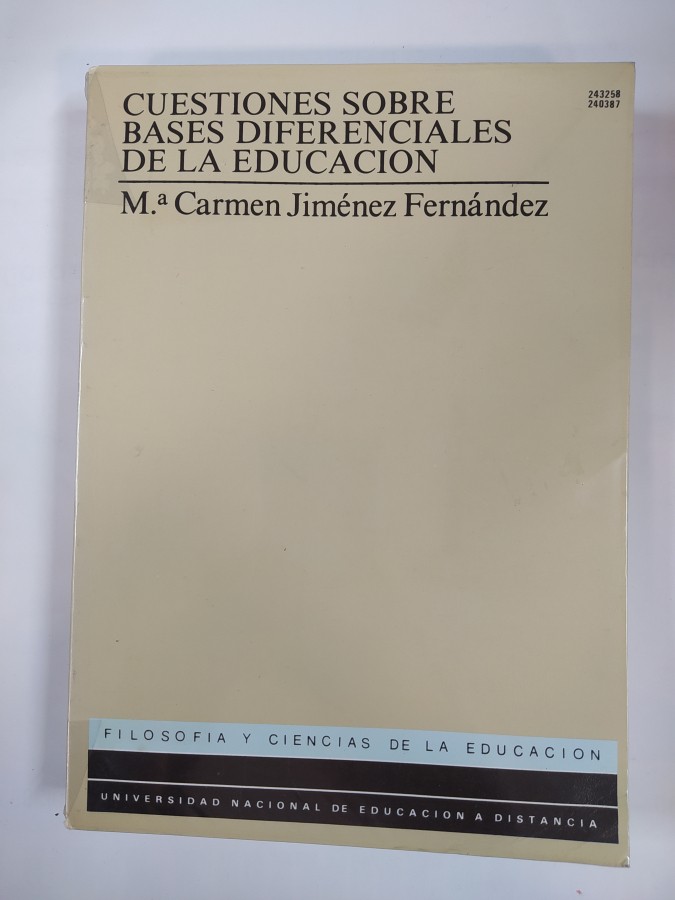 CUESTIONES SOBRE
BASES DIFERENCIALES
DE LA EDUCACION
M.ª Carmen Jiménez Fernández
243258
240387
FILOSOFIA Y CIENCIAS DE LA EDUCACION
UNIVERSIDAD NACIONAL DE EDUCACION A DISTANCIA